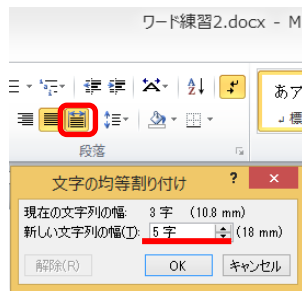 ワード練習2.docx - M
あア
標
段落
文字の均等割り付け ?
現在の文字列の幅: 3 字 (10.8 mm)
新しい文字列の幅(T): 5 字 (18 mm)
解除(R) OK キャンセル